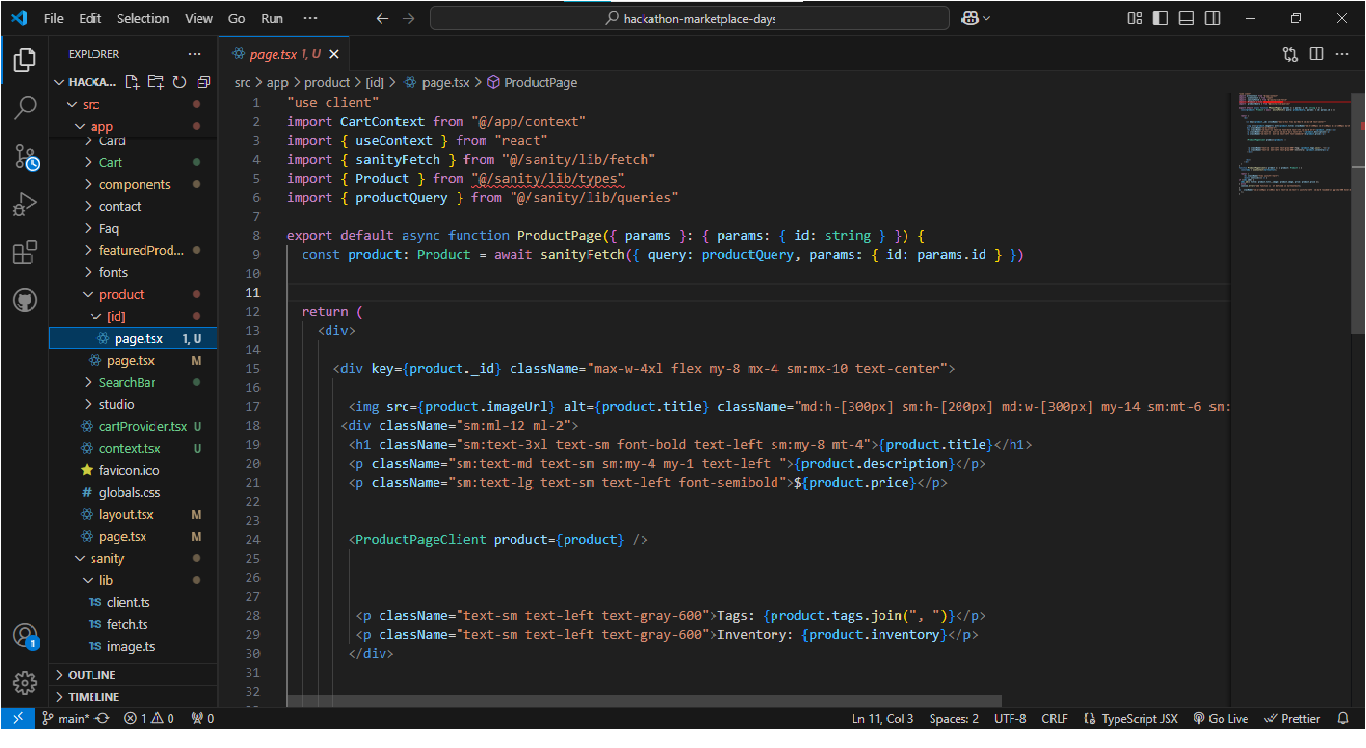 File Edit Selection View Go Run ···
hackathon-marketplace-days
EXPLORER
HACKA...
src
app
Card
Cart
components
contact
Faq
featuredProd...
fonts
product
[id]
page.tsx 1, U
page.tsx M
SearchBar
studio
cartProvider.tsx U
context.tsx U
favicon.ico
# globals.css
layout.tsx M
page.tsx M
sanity
lib
TS client.ts
TS fetch.ts
TS image.ts
OUTLINE
TIMELINE
page.tsx 1, U
src > app > product > [id] > page.tsx > ProductPage
1 "use client"
2 import CartContext from "@/app/context"
3 import { useContext } from "react"
4 import { sanityFetch } from "@/sanity/lib/fetch"
5 import { Product } from "@/sanity/lib/types"
6 import { productQuery } from "@/sanity/lib/queries"
7
8 export default async function ProductPage({ params }: { params: { id: string } }) {
9 const product: Product = await sanityFetch({ query: productQuery, params: { id: params.id } })
10
11
12 return (
13 <div>
14
15 <div key={product._id} className="max-w-4xl flex my-8 mx-4 sm:mx-10 text-center">
16
17 <img src={product.imageUrl} alt={product.title} className="md:h-[300px] sm:h-[200px] md:w-[300px] my-14 sm:mt-6 sm:
18 <div className="sm:ml-12 ml-2">
19 <h1 className="sm:text-3xl text-sm font-bold text-left sm:my-8 mt-4">{product.title}</h1>
20 <p className="sm:text-md text-sm sm:my-4 my-1 text-left ">{product.description}</p>
21 <p className="sm:text-lg text-sm text-left font-semibold">${product.price}</p>
22
23
24 <ProductPageClient product={product} />
25
26
27
28 <p className="text-sm text-left text-gray-600">Tags: {product.tags.join(", ")}</p>
29 <p className="text-sm text-left text-gray-600">Inventory: {product.inventory}</p>
30 </div>
31
32
1
main* 1 0 0
Ln 11, Col 3 Spaces: 2 UTF-8 CRLF {} TypeScript JSX Go Live Prettier